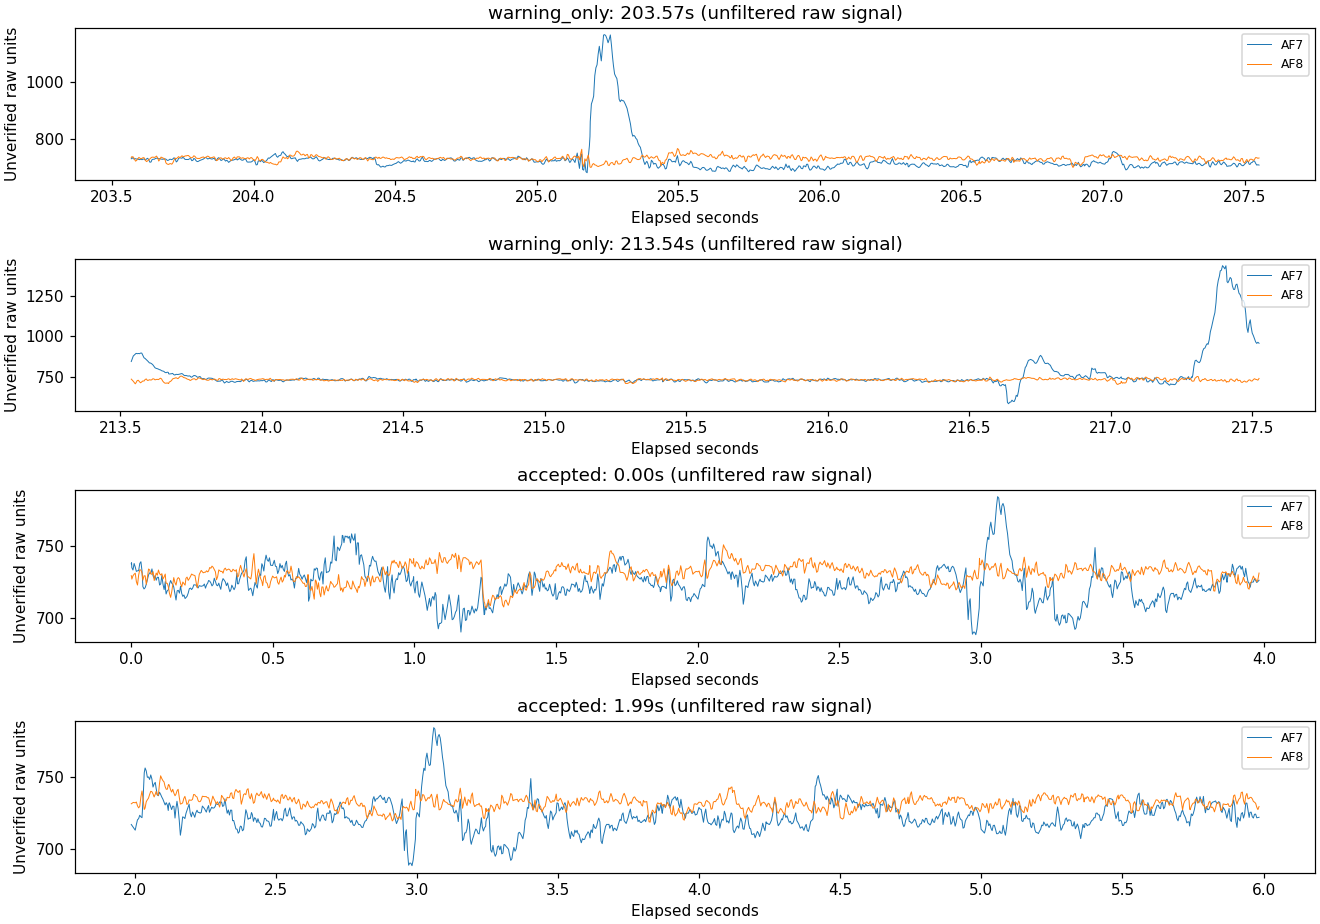 warning_only: 203.57s (unfiltered raw signal)
Unverified raw units
1000
800
AF7
AF8
203.5 204.0 204.5 205.0 205.5 206.0 206.5 207.0 207.5
Elapsed seconds
warning_only: 213.54s (unfiltered raw signal)
Unverified raw units
1250
1000
750
AF7
AF8
213.5 214.0 214.5 215.0 215.5 216.0 216.5 217.0 217.5
Elapsed seconds
accepted: 0.00s (unfiltered raw signal)
Unverified raw units
750
700
AF7
AF8
0.0 0.5 1.0 1.5 2.0 2.5 3.0 3.5 4.0
Elapsed seconds
accepted: 1.99s (unfiltered raw signal)
Unverified raw units
750
700
AF7
AF8
2.0 2.5 3.0 3.5 4.0 4.5 5.0 5.5 6.0
Elapsed seconds